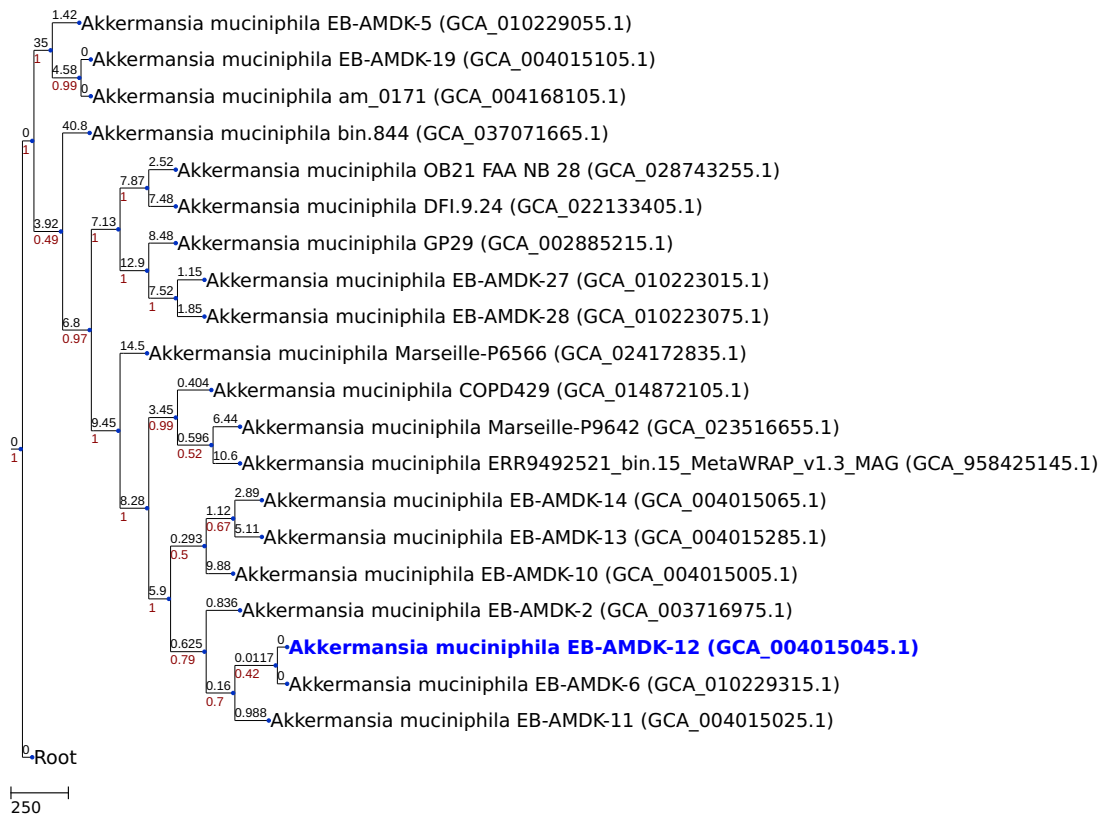 1.42
Akkermansia muciniphila EB-AMDK-5 (GCA_010229055.1)
35
1
0
Akkermansia muciniphila EB-AMDK-19 (GCA_004015105.1)
4.58
0.99
0
Akkermansia muciniphila am_0171 (GCA_004168105.1)
0
1
40.8
Akkermansia muciniphila bin.844 (GCA_037071665.1)
2.52
Akkermansia muciniphila OB21 FAA NB 28 (GCA_028743255.1)
7.87
1
7.48
Akkermansia muciniphila DFI.9.24 (GCA_022133405.1)
3.92
0.49
7.13
1
8.48
Akkermansia muciniphila GP29 (GCA_002885215.1)
12.9
1
1.15
Akkermansia muciniphila EB-AMDK-27 (GCA_010223015.1)
7.52
1
1.85
Akkermansia muciniphila EB-AMDK-28 (GCA_010223075.1)
6.8
0.97
14.5
Akkermansia muciniphila Marseille-P6566 (GCA_024172835.1)
0.404
Akkermansia muciniphila COPD429 (GCA_014872105.1)
3.45
0.99
9.45
1
6.44
Akkermansia muciniphila Marseille-P9642 (GCA_023516655.1)
0.596
0.52
0
1
10.6
Akkermansia muciniphila ERR9492521_bin.15_MetaWRAP_v1.3_MAG (GCA_958425145.1)
8.28
1
2.89
Akkermansia muciniphila EB-AMDK-14 (GCA_004015065.1)
1.12
0.67
5.11
Akkermansia muciniphila EB-AMDK-13 (GCA_004015285.1)
0.293
0.5
9.88
Akkermansia muciniphila EB-AMDK-10 (GCA_004015005.1)
5.9
1
0.836
Akkermansia muciniphila EB-AMDK-2 (GCA_003716975.1)
0.625
0.79
0
Akkermansia muciniphila EB-AMDK-12 (GCA_004015045.1)
0.0117
0.42
0
Akkermansia muciniphila EB-AMDK-6 (GCA_010229315.1)
0.16
0.7
0.988
Akkermansia muciniphila EB-AMDK-11 (GCA_004015025.1)
0
Root
250